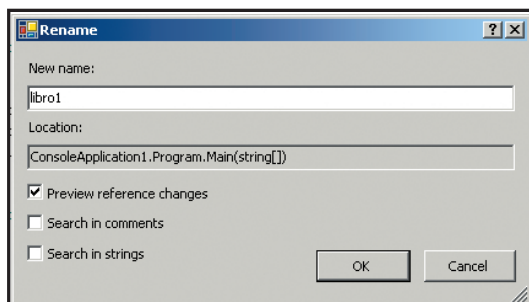 Rename
New name:
libro1
Location:
ConsoleApplication1.Program.Main(string[])
Preview reference changes
Search in comments
Search in strings
OK Cancel